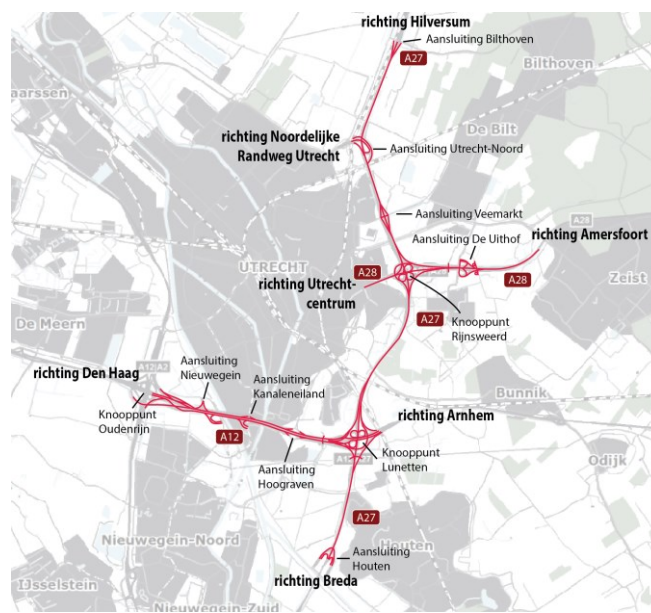 richting Hilversum
Aansluiting Bilthoven
A27
Bilthoven
aarssen
richting Noordelijke
Randweg Utrecht
De Bilt
Aansluiting Utrecht-Noord
Aansluiting Veemarkt
A28
richting Amersfoort
Aansluiting De Uithof
UTRECHT
A28
A28
Zeist
richting Utrecht-
centrum
A27
Knooppunt
Rijnsweerd
De Meern
Aansluiting
Nieuwegein
A12|A2
richting Den Haag
Aansluiting
Kanaleneiland
Bunnik
Knooppunt
Oudenrijn
richting Arnhem
A12
Knooppunt
Lunetten
Aansluiting
Hoograven
Odijk
A27
Nieuwegein-Noord
Houten
Aansluiting
Houten
richting Breda
IJsselstein
Nieuwegein-Zuid